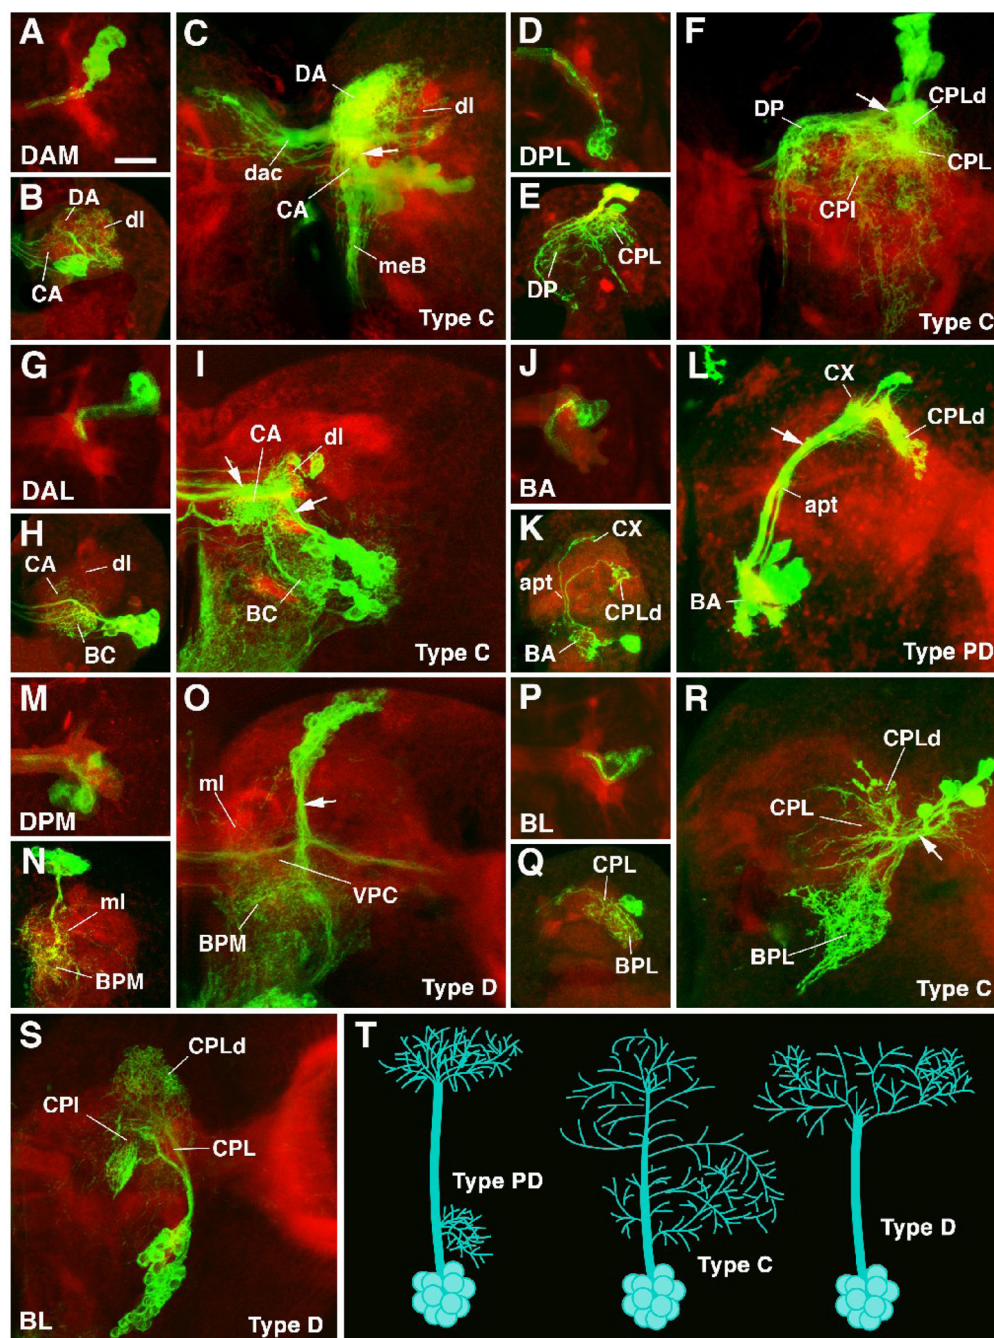 A
DAM
B
DA
dl
CA
C
DA
dl
dac
CA
meB
Type C
D
DPL
E
CPL
DP
F
DP
CPLd
CPL
CPI
Type C
G
DAL
H
CA
dl
BC
I
CA
dl
BC
Type C
J
BA
K
CX
apt
CPLd
BA
L
CX
CPLd
apt
BA
Type PD
M
DPM
N
ml
BPM
O
ml
VPC
BPM
Type D
P
BL
Q
CPL
BPL
R
CPLd
CPL
BPL
Type C
S
CPLd
CPI
CPL
BL
Type D
T
Type PD
Type C
Type D